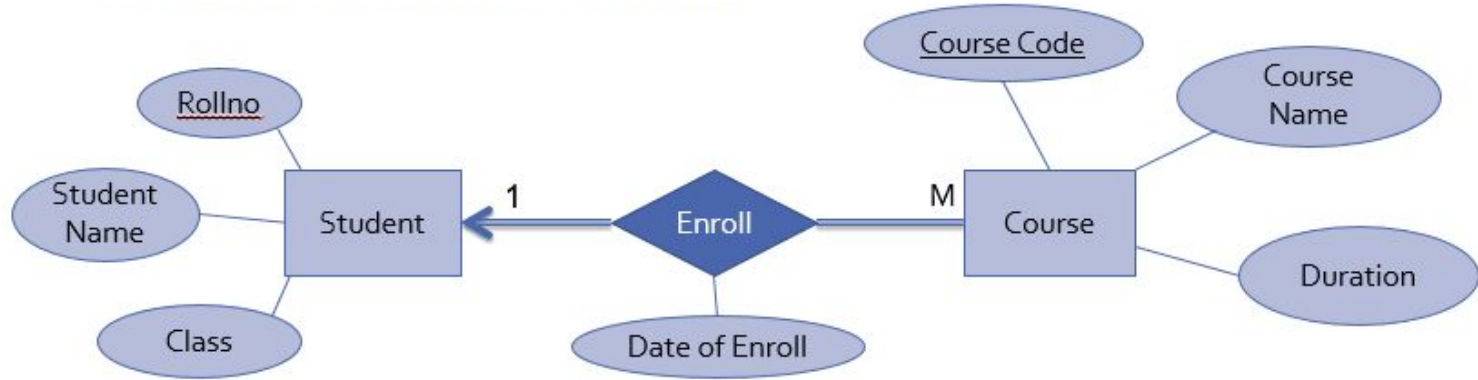 Course Code
Course
Name
Rollno
Student
Name
Student
1
Enroll
M
Course
Duration
Class
Date of Enroll